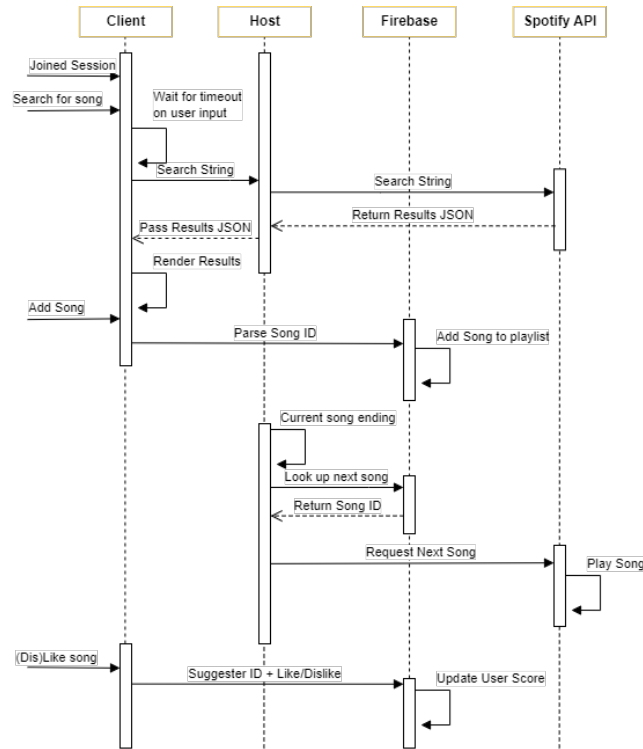 Client
Host
Firebase
Spotify API
Joined Session
Search for song
Wait for timeout
on user input
Search String
Search String
Return Results JSON
Pass Results JSON
Render Results
Add Song
Parse Song ID
Add Song to playlist
Current song ending
Look up next song
Return Song ID
Request Next Song
Play Song
(Dis)Like song
Suggester ID + Like/Dislike
Update User Score